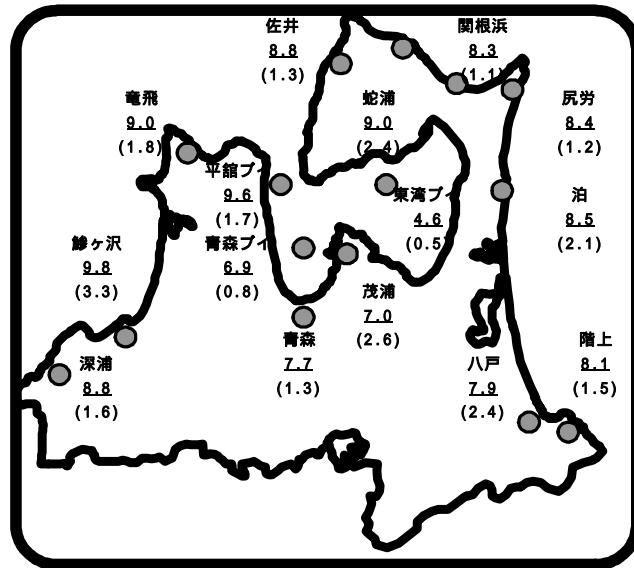 佐井
8.8
(1.3)
関根浜
8.3
(1.1)
竜飛
9.0
(1.8)
蛇浦
9.0
(2.4)
尻労
8.4
(1.2)
平舘ブイ
9.6
(1.7)
東湾ブイ
4.6
(0.5)
泊
8.5
(2.1)
鰺ヶ沢
9.8
(3.3)
青森ブイ
6.9
(0.8)
茂浦
7.0
(2.6)
青森
7.7
(1.3)
深浦
8.8
(1.6)
八戸
7.9
(2.4)
階上
8.1
(1.5)